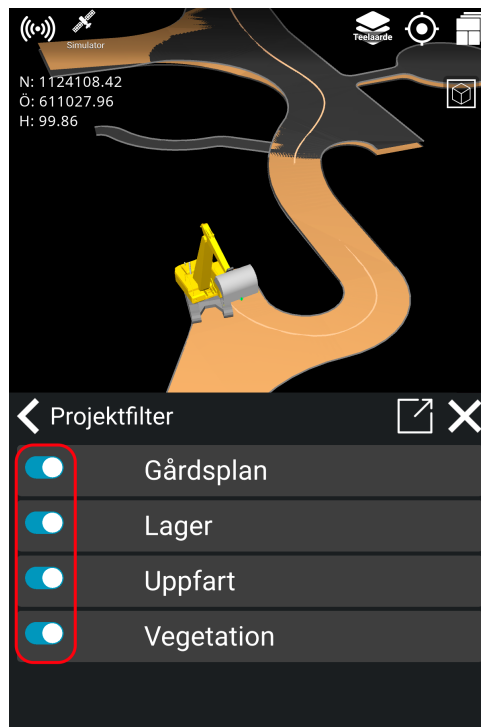 Simulator
Teelaarde
N: 1124108.42
Ö: 611027.96
H: 99.86
Projektfilter
Gårdsplan
Lager
Uppfart
Vegetation